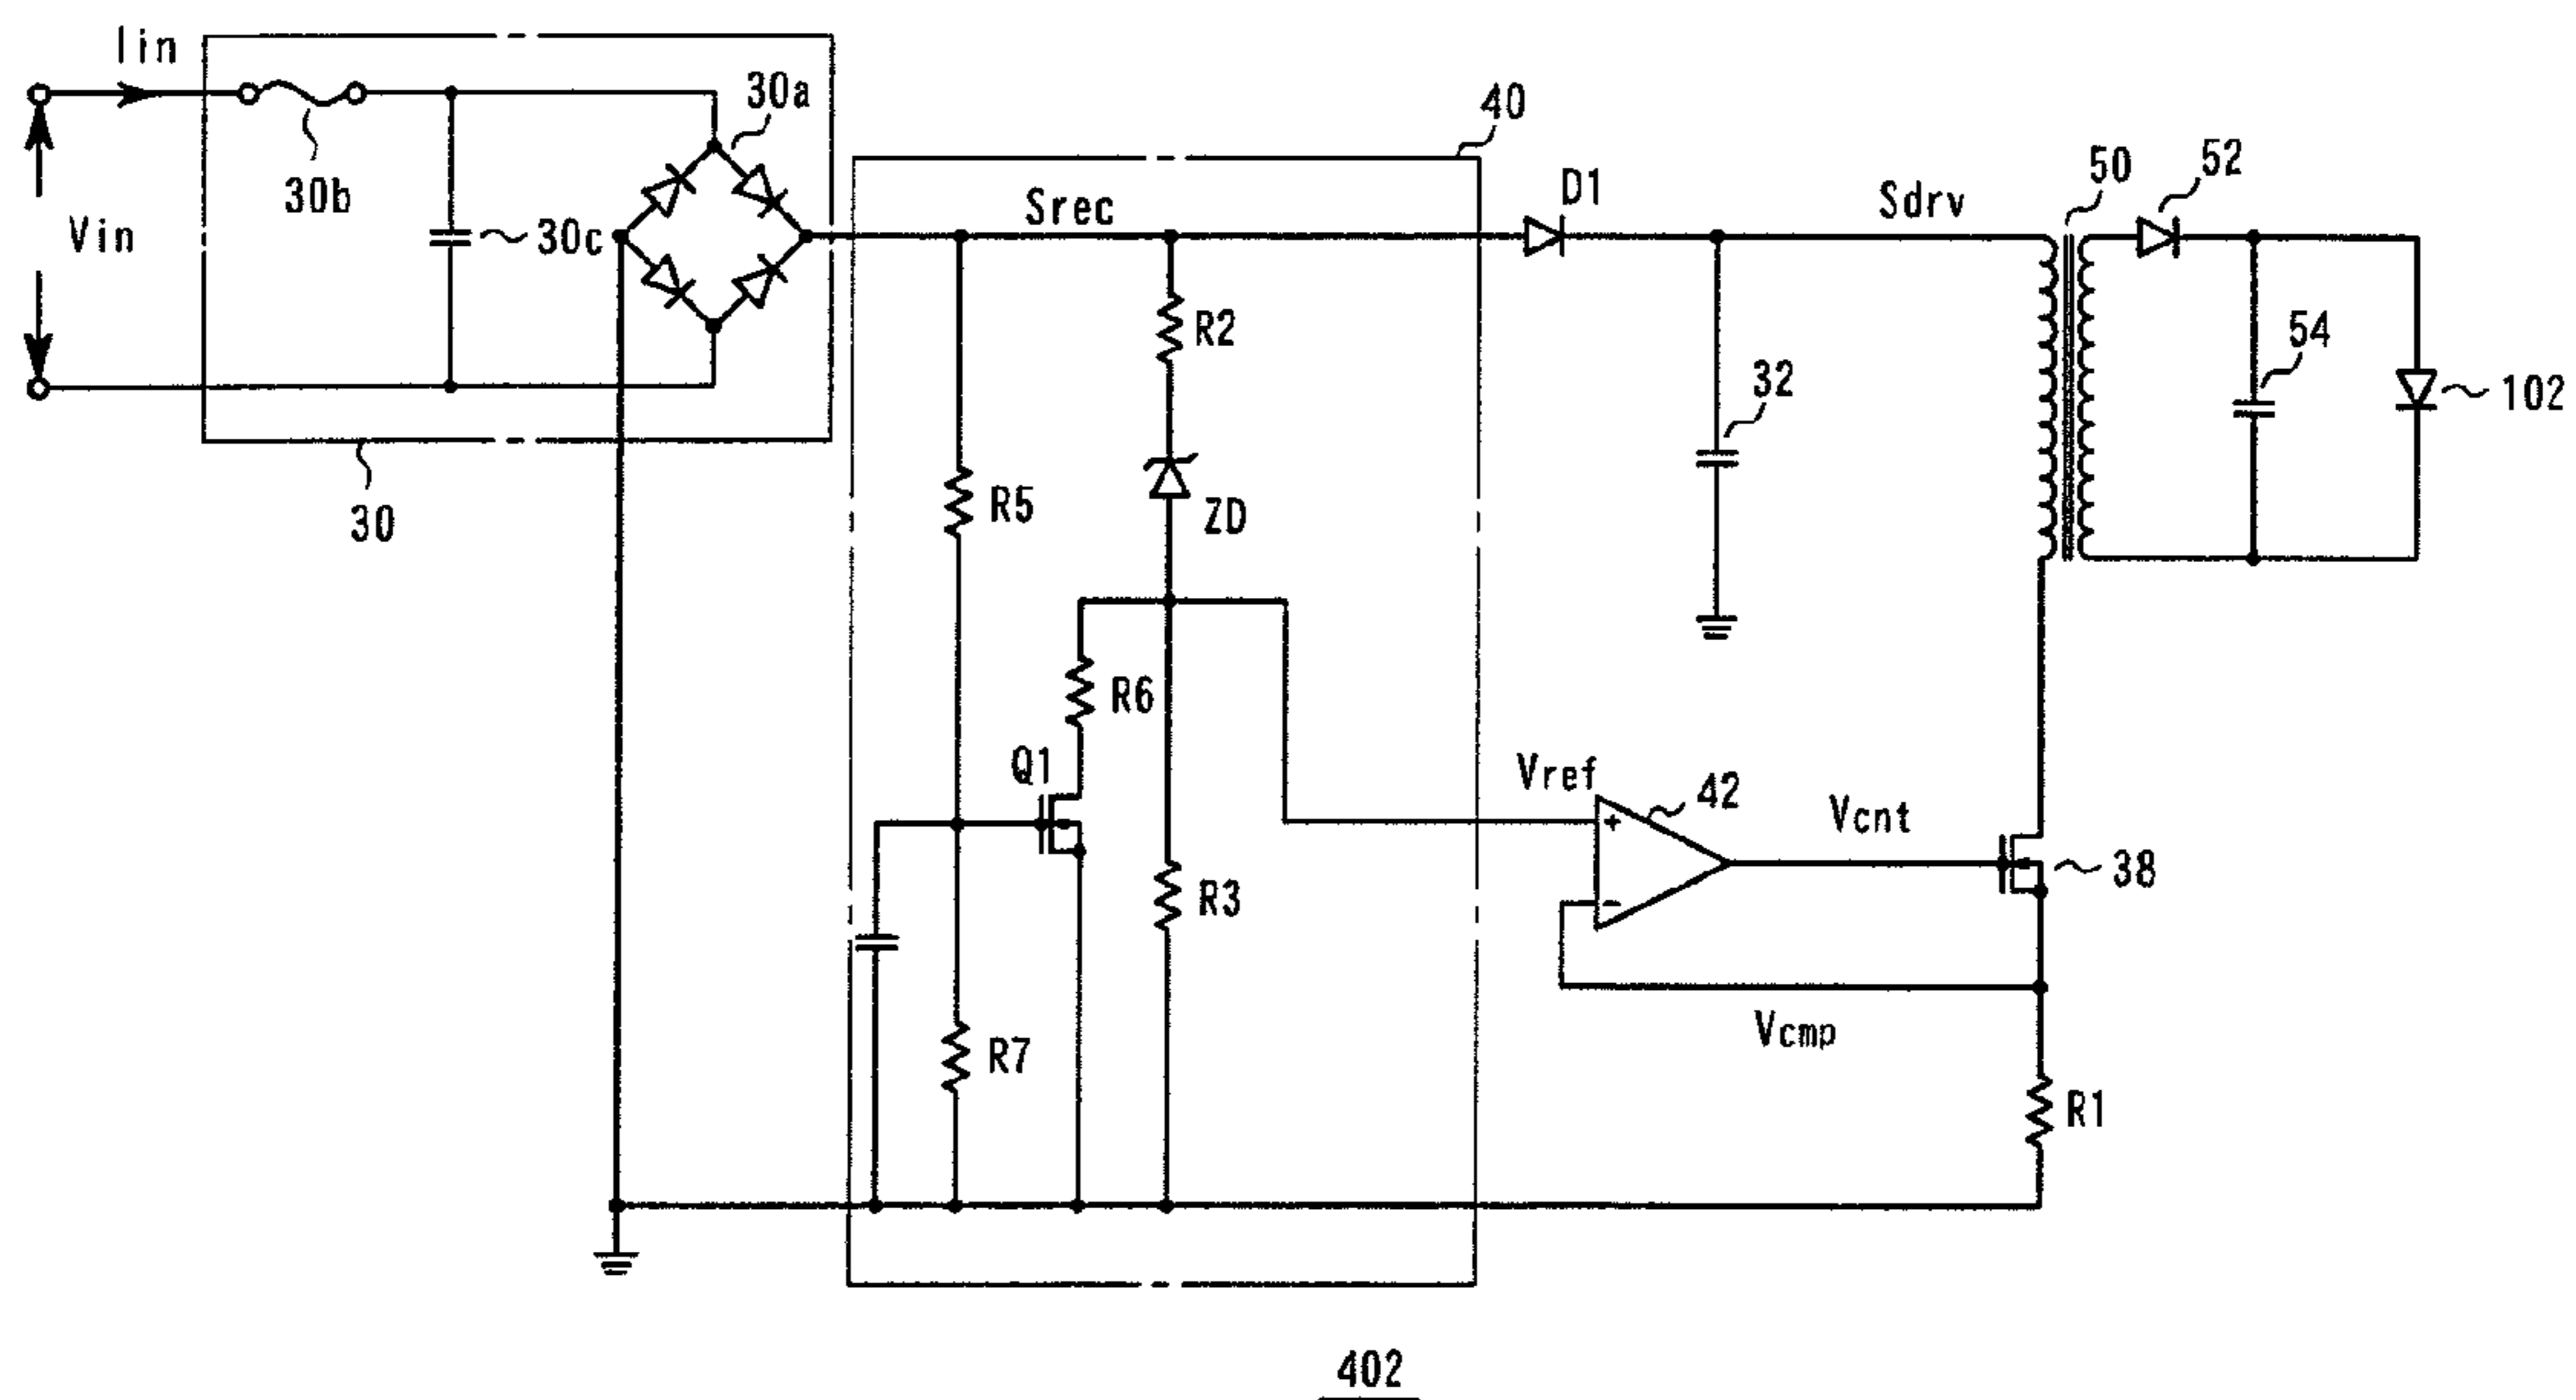 Iin
30a
40
50
52
D1
Srec
Sdrv
30b
Vin
30c
R2
54
32
102
30
R5
ZD
R6
Q1
Vref
42
Vcnt
+
38
R3
−
Vcmp
R7
R1
402